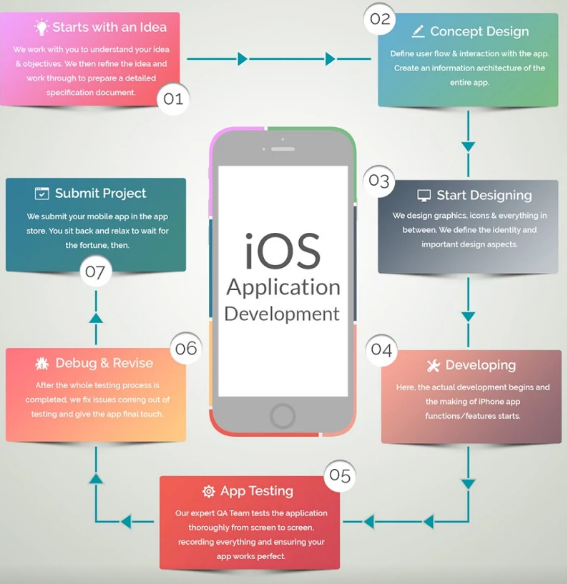 Starts with an Idea
We work with you to understand your idea
& objectives. We then refine the idea and
work through to prepare a detailed
specification document.
01
02
Concept Design
Define user flow & interaction with the app.
Create an information architecture of the
entire app.
03
Start Designing
We design graphics, icons & everything in
between. We define the identity and
important design aspects.
04
Developing
Here, the actual development begins and
the making of iPhone app
functions/features starts.
05
App Testing
Our expert QA Team tests the application
thoroughly from screen to screen,
recording everything and ensuring your
app works perfect.
06
Debug & Revise
After the whole testing process is
completed, we fix issues coming out of
testing and give the app final touch.
Submit Project
We submit your mobile app in the app
store. You sit back and relax to wait for
the fortune, then.
07
iOS
Application
Development